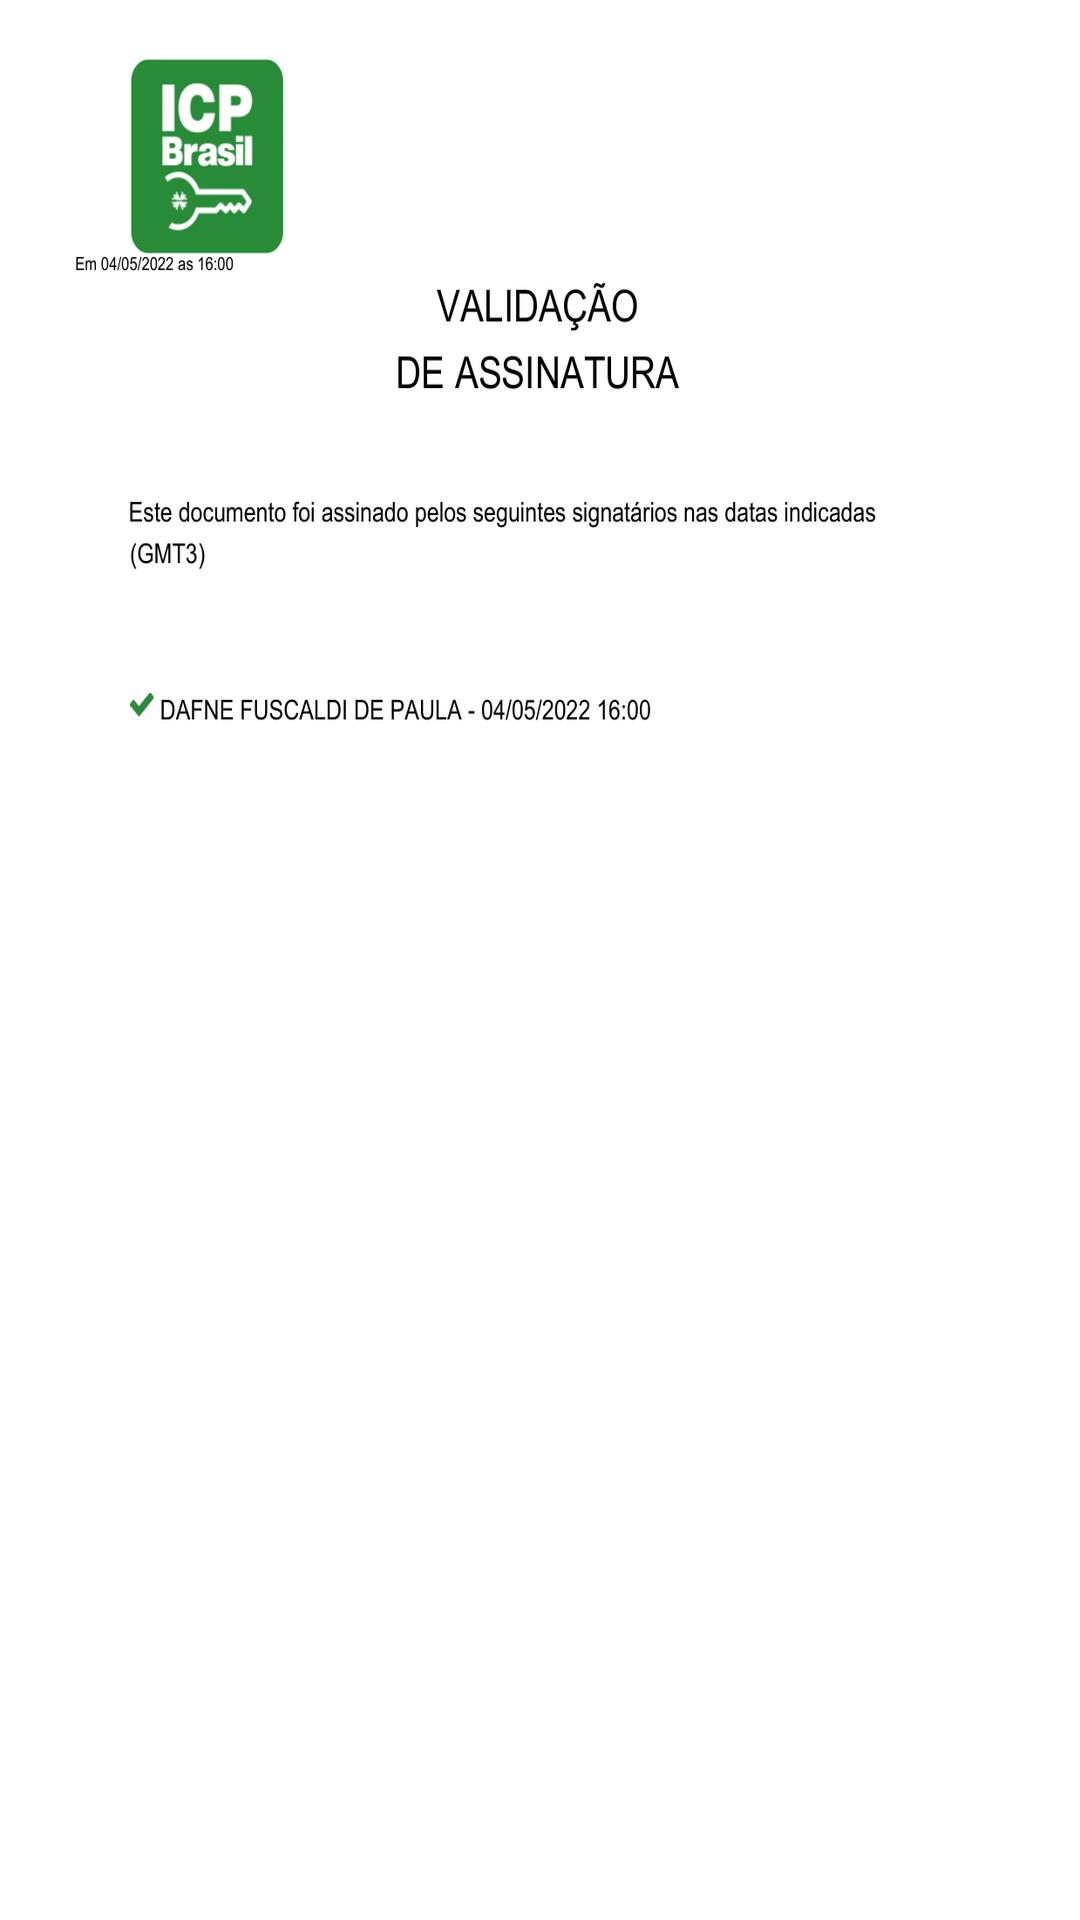 ICP
Brasil
Em 04/05/2022 as 16:00
VALIDAÇÃO
DE ASSINATURA
Este documento foi assinado pelos seguintes signatários nas datas indicadas
(GMT3)
DAFNE FUSCALDI DE PAULA - 04/05/2022 16:00